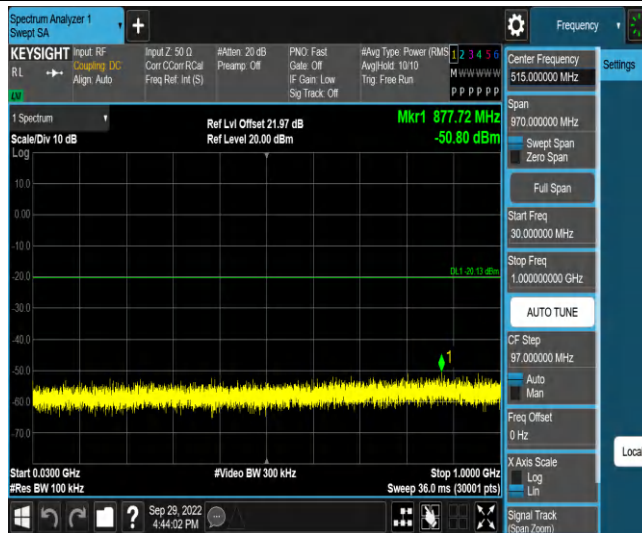 Spectrum Analyzer 1
Swept SA
+
Frequency
KEYSIGHT
RL
Input: RF
Coupling: DC
Align: Auto
Input Z: 50 Ω
Corr CCorr RCal
Freq Ref: Int (S)
#Atten: 20 dB
Preamp: Off
PNO: Fast
Gate: Off
IF Gain: Low
Sig Track: Off
#Avg Type: Power (RMS
Avg|Hold: 10/10
Trig: Free Run
1 2 3 4 5 6
M W W W W W
P P P P P P
LXI
1 Spectrum
Scale/Div 10 dB
Log
Ref Lvl Offset 21.97 dB
Ref Level 20.00 dBm
Mkr1 877.72 MHz
-50.80 dBm
10.0
0.00
-10.0
-20.0
-30.0
-40.0
-50.0
-60.0
-70.0
DL1 -20.13 dBm
1
Start 0.0300 GHz
#Res BW 100 kHz
#Video BW 300 kHz
Stop 1.0000 GHz
Sweep 36.0 ms (30001 pts)
?
Sep 29, 2022
4:44:02 PM
Center Frequency
515.000000 MHz
Settings
Span
970.000000 MHz
Swept Span
Zero Span
Full Span
Start Freq
30.000000 MHz
Stop Freq
1.000000000 GHz
AUTO TUNE
CF Step
97.000000 MHz
Auto
Man
Freq Offset
0 Hz
X Axis Scale
Log
Lin
Signal Track
(Span Zoom)
Local